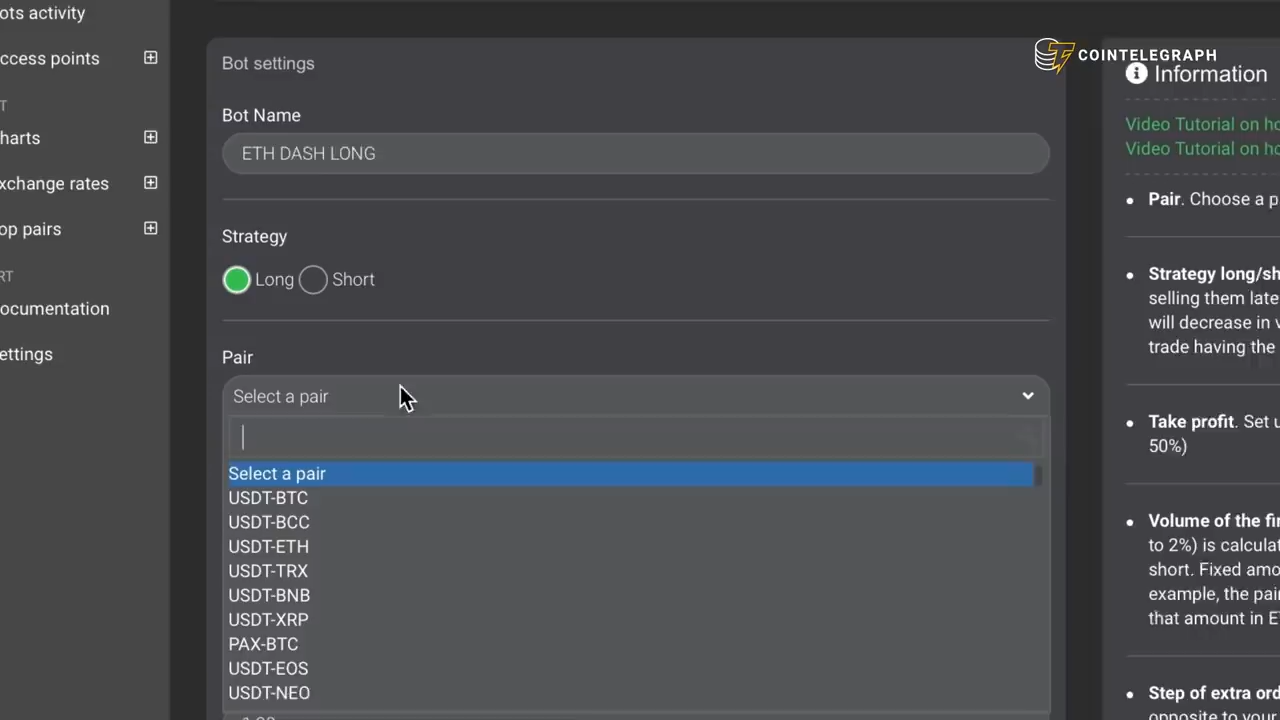 ots activity
ccess points
T
harts
xchange rates
op pairs
RT
ocumentation
ettings
Bot settings
Bot Name
ETH DASH LONG
Strategy
Long
Short
Pair
Select a pair
Select a pair
USDT-BTC
USDT-BCC
USDT-ETH
USDT-TRX
USDT-BNB
USDT-XRP
PAX-BTC
USDT-EOS
USDT-NEO
COINTELEGRAPH
Information
Video Tutorial on ho
Video Tutorial on ho
Pair. Choose a p
Strategy long/sh
selling them late
will decrease in v
trade having the
Take profit. Set u
50%)
Volume of the fir
to 2%) is calculat
short. Fixed amo
example, the pair
that amount in E
Step of extra ord
opposite to your